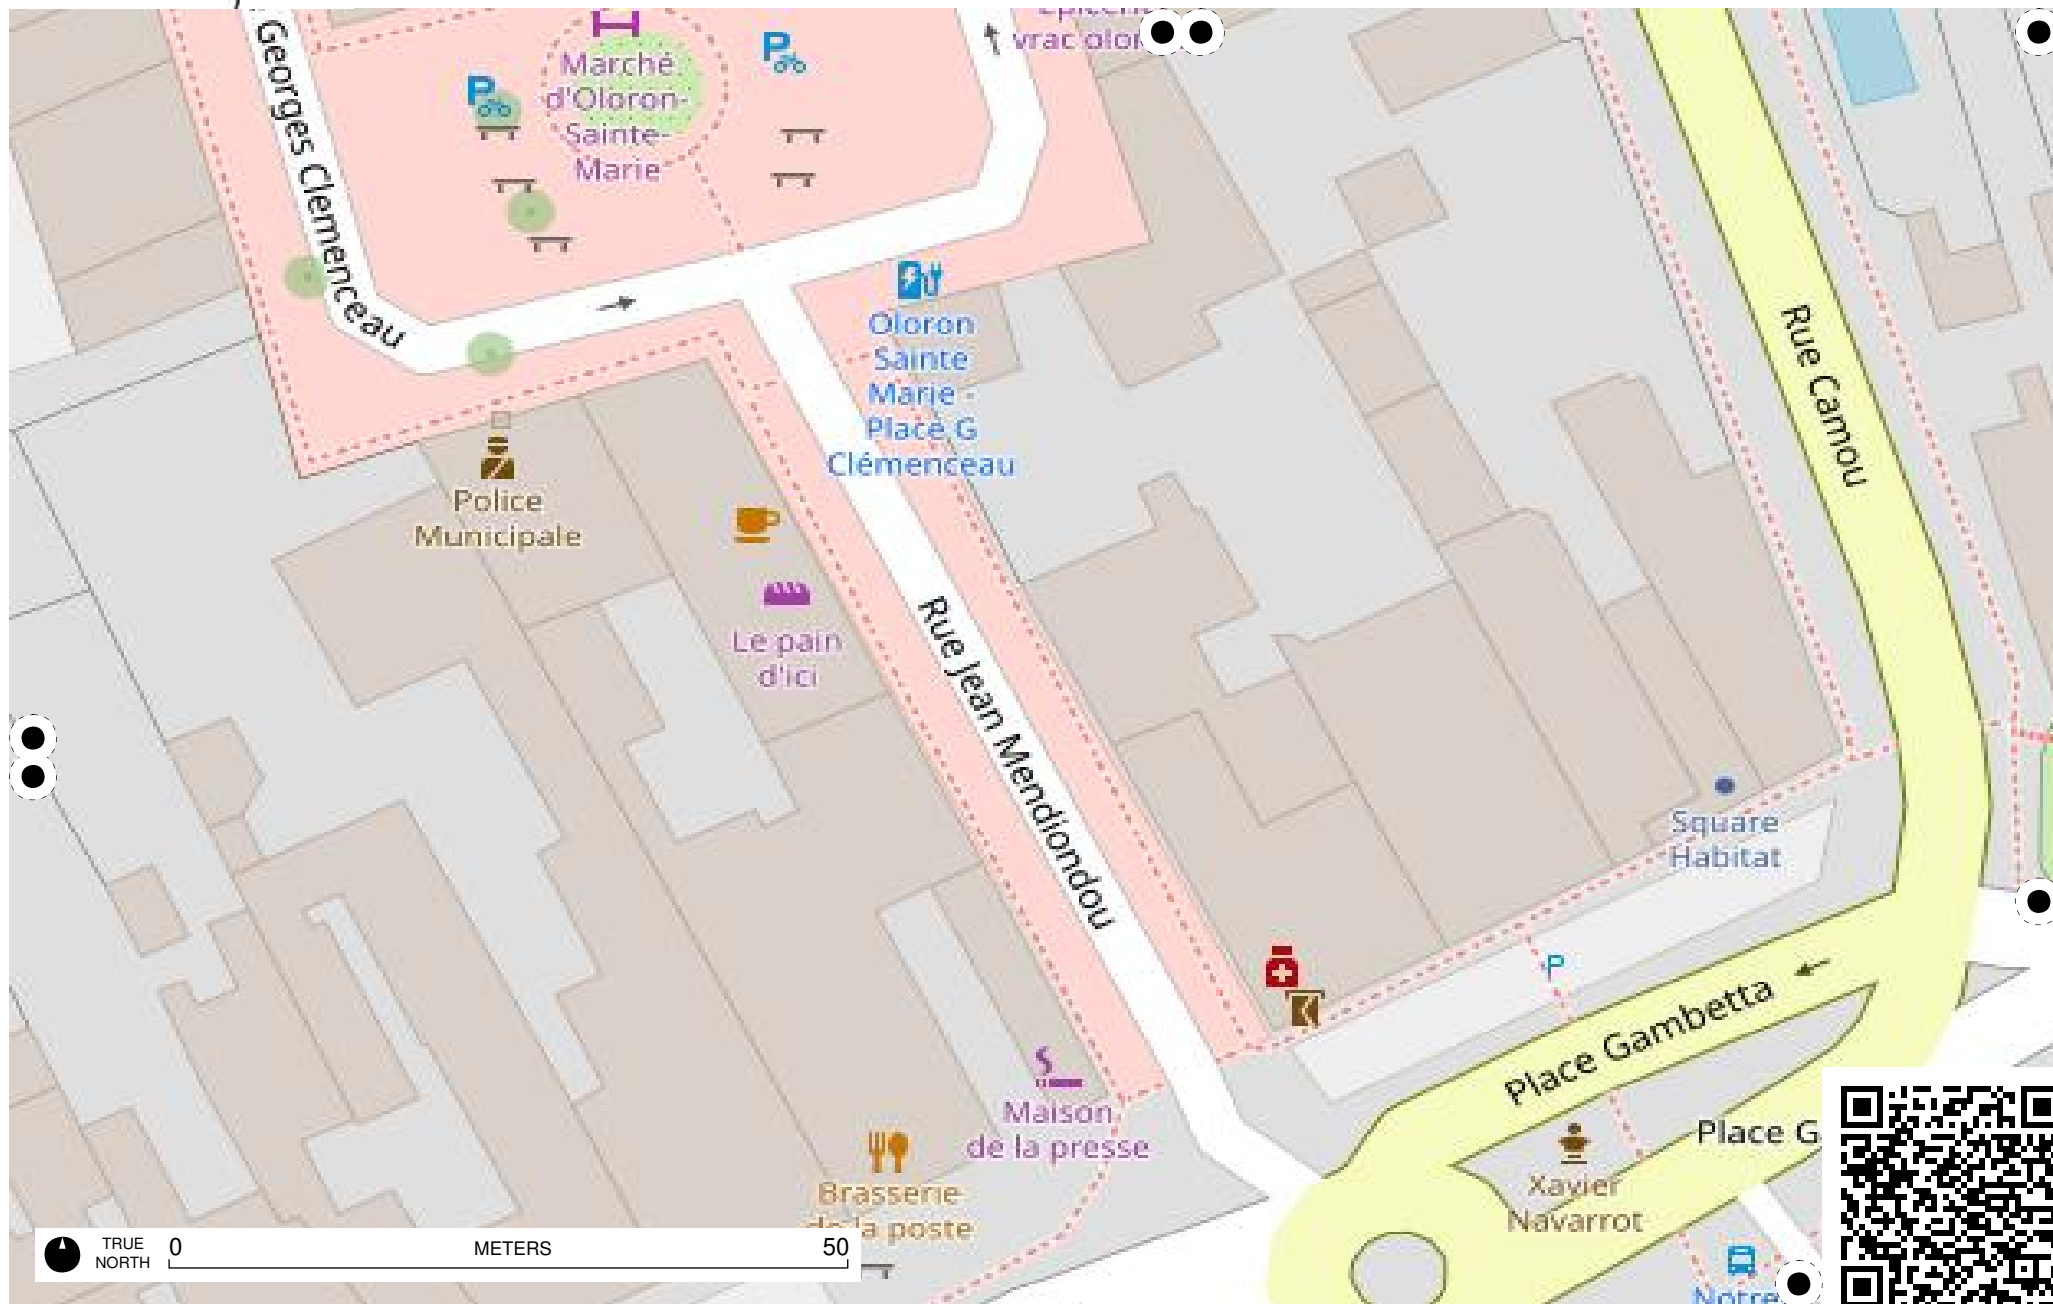 Georges Clemenceau
P
Marché
d'Oloron-
Sainte-
Marie
P
vrac
Oloron
Sainte
Marie -
Place G
Clémenceau
Police
Municipale
Le pain
d'ici
Rue Jean Mendiondou
Rue Camou
Square
Habitat
P
Place Gambetta
Place G
Maison
de la presse
Xavier
Navarrot
Brasserie
de la poste
Notre
TRUE
NORTH
0
METERS
50